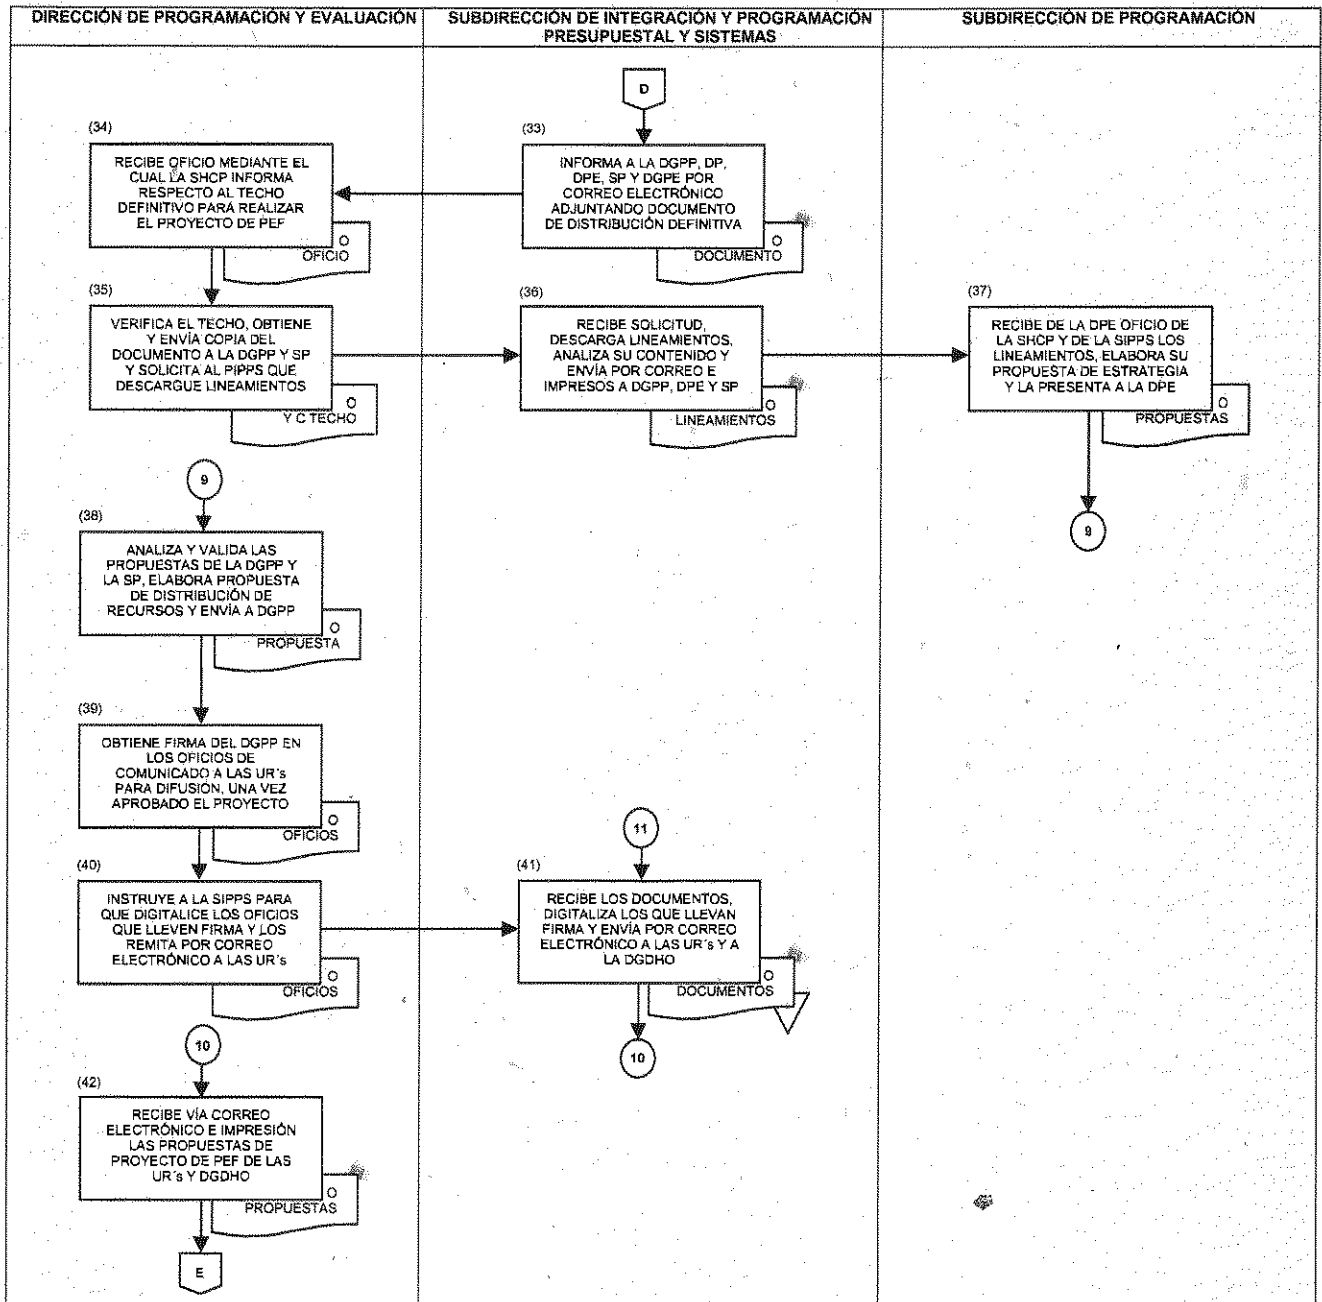 DIRECCIÓN DE PROGRAMACIÓN Y EVALUACIÓN
SUBDIRECCIÓN DE INTEGRACIÓN Y PROGRAMACIÓN
PRESUPUESTAL Y SISTEMAS
SUBDIRECCIÓN DE PROGRAMACIÓN
D
(33)
INFORMA A LA DGPP, DP,
DPE, SP Y DGPE POR
CORREO ELECTRÓNICO
ADJUNTANDO DOCUMENTO
DE DISTRIBUCIÓN DEFINITIVA
O
DOCUMENTO
(34)
RECIBE OFICIO MEDIANTE EL
CUAL LA SHCP INFORMA
RESPECTO AL TECHO
DEFINITIVO PARA REALIZAR
EL PROYECTO DE PEF
O
OFICIO
(35)
VERIFICA EL TECHO, OBTIENE
Y ENVÍA COPIA DEL
DOCUMENTO A LA DGPP Y SP
Y SOLICITA AL PIPPS QUE
DESCARGUE LINEAMIENTOS
O
Y C TECHO
(36)
RECIBE SOLICITUD,
DESCARGA LINEAMIENTOS,
ANALIZA SU CONTENIDO Y
ENVÍA POR CORREO E
IMPRESOS A DGPP, DPE Y SP
O
LINEAMIENTOS
(37)
RECIBE DE LA DPE OFICIO DE
LA SHCP Y DE LA SIPPS LOS
LINEAMIENTOS, ELABORA SU
PROPUESTA DE ESTRATEGIA
Y LA PRESENTA A LA DPE
O
PROPUESTAS
9
9
(38)
ANALIZA Y VALIDA LAS
PROPUESTAS DE LA DGPP Y
LA SP, ELABORA PROPUESTA
DE DISTRIBUCIÓN DE
RECURSOS Y ENVÍA A DGPP
O
PROPUESTA
(39)
OBTIENE FIRMA DEL DGPP EN
LOS OFICIOS DE
COMUNICADO A LAS UR´s
PARA DIFUSIÓN, UNA VEZ
APROBADO EL PROYECTO
O
OFICIOS
(40)
INSTRUYE A LA SIPPS PARA
QUE DIGITALICE LOS OFICIOS
QUE LLEVEN FIRMA Y LOS
REMITA POR CORREO
ELECTRÓNICO A LAS UR´s
O
OFICIOS
11
(41)
RECIBE LOS DOCUMENTOS,
DIGITALIZA LOS QUE LLEVAN
FIRMA Y ENVÍA POR CORREO
ELECTRÓNICO A LAS UR´s Y A
LA DGDHO
O
DOCUMENTOS
10
10
(42)
RECIBE VÍA CORREO
ELECTRÓNICO E IMPRESIÓN
LAS PROPUESTAS DE
PROYECTO DE PEF DE LAS
UR´s Y DGDHO
O
PROPUESTAS
E